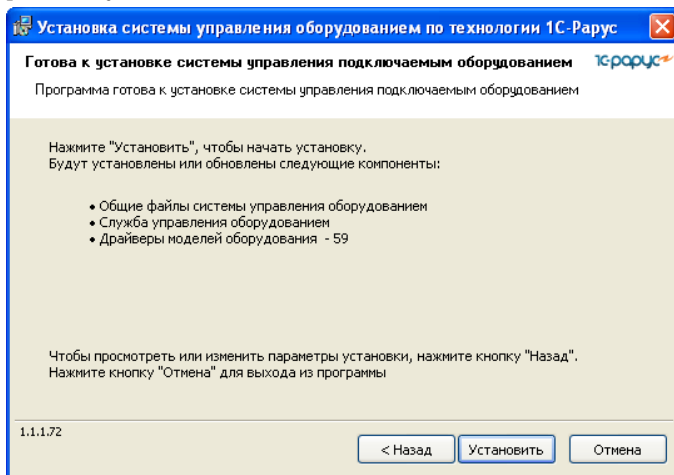 Установка системы управления оборудованием по технологии 1С-Рарус
Готова к установке системы управления подключаемым оборудованием
1С·рарус
Программа готова к установке системы управления подключаемым оборудованием
Нажмите "Установить", чтобы начать установку.
Будут установлены или обновлены следующие компоненты:
• Общие файлы системы управления оборудованием
• Служба управления оборудованием
• Драйверы моделей оборудования - 59
Чтобы просмотреть или изменить параметры установки, нажмите кнопку "Назад".
Нажмите кнопку "Отмена" для выхода из программы
1.1.1.72
< Назад
Установить
Отмена